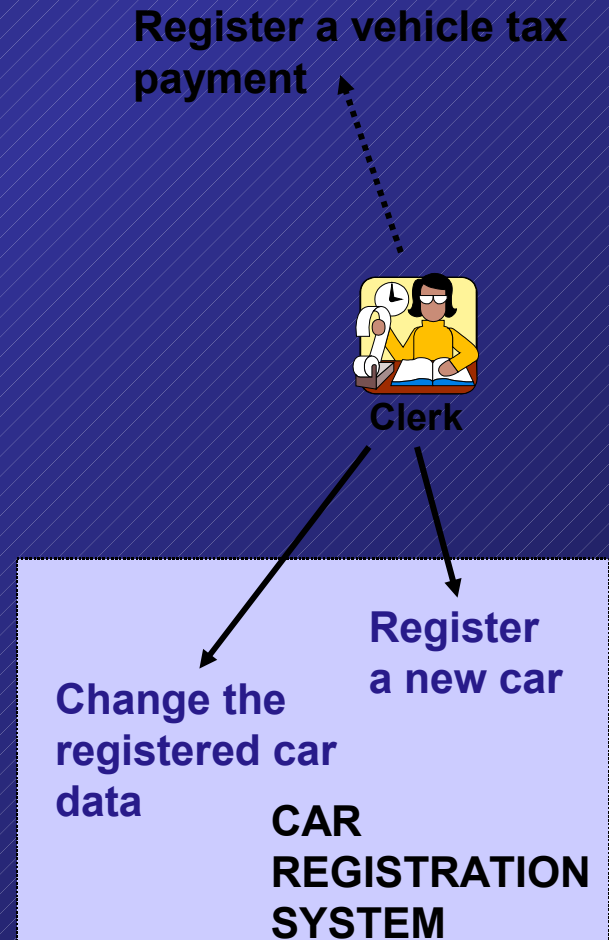 Register a vehicle tax
payment
Clerk
Register
a new car
Change the
registered car
data
CAR
REGISTRATION
SYSTEM